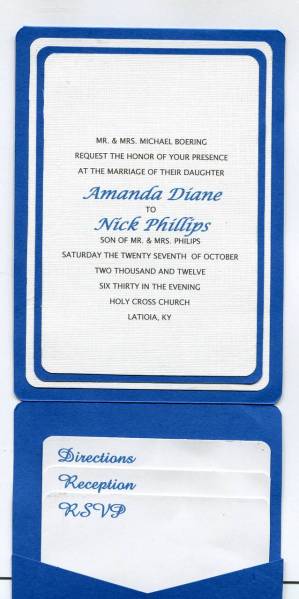 MR. & MRS. MICHAEL BOERING
REQUEST THE HONOR OF YOUR PRESENCE
AT THE MARRIAGE OF THEIR DAUGHTER
Amanda Diane
TO
Nick Phillips
SON OF MR. & MRS. PHILIPS
SATURDAY THE TWENTY SEVENTH OF OCTOBER
TWO THOUSAND AND TWELVE
SIX THIRTY IN THE EVENING
HOLY CROSS CHURCH
LATIOIA, KY
Directions
Reception
RSVP